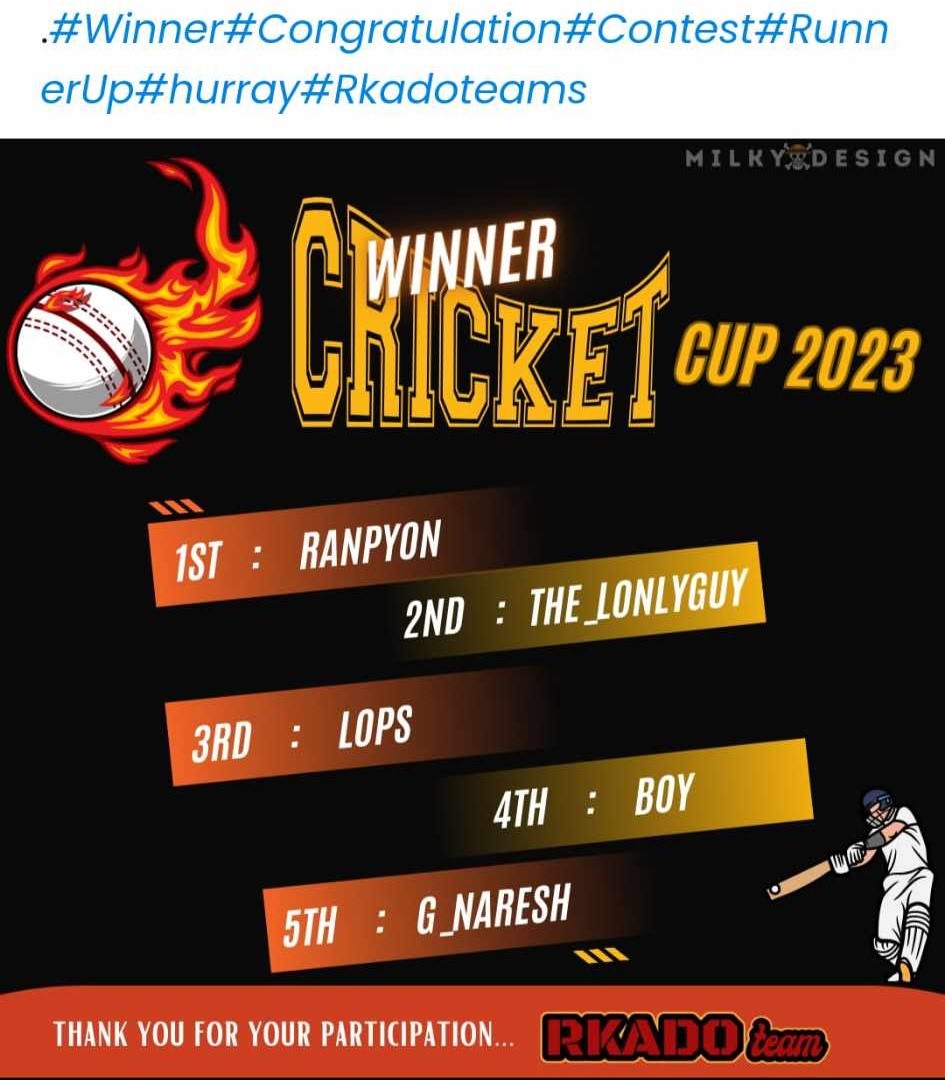 .#Winner#Congratulation#Contest#Runn
erUp#hurray#Rkadoteams
MILKY DESIGN
WINNER
CRICKET
CUP 2023
1ST : RANPYON
2ND : THE_LONLYGUY
3RD : LOPS
4TH : BOY
5TH : G_NARESH
THANK YOU FOR YOUR PARTICIPATION... RKADO team